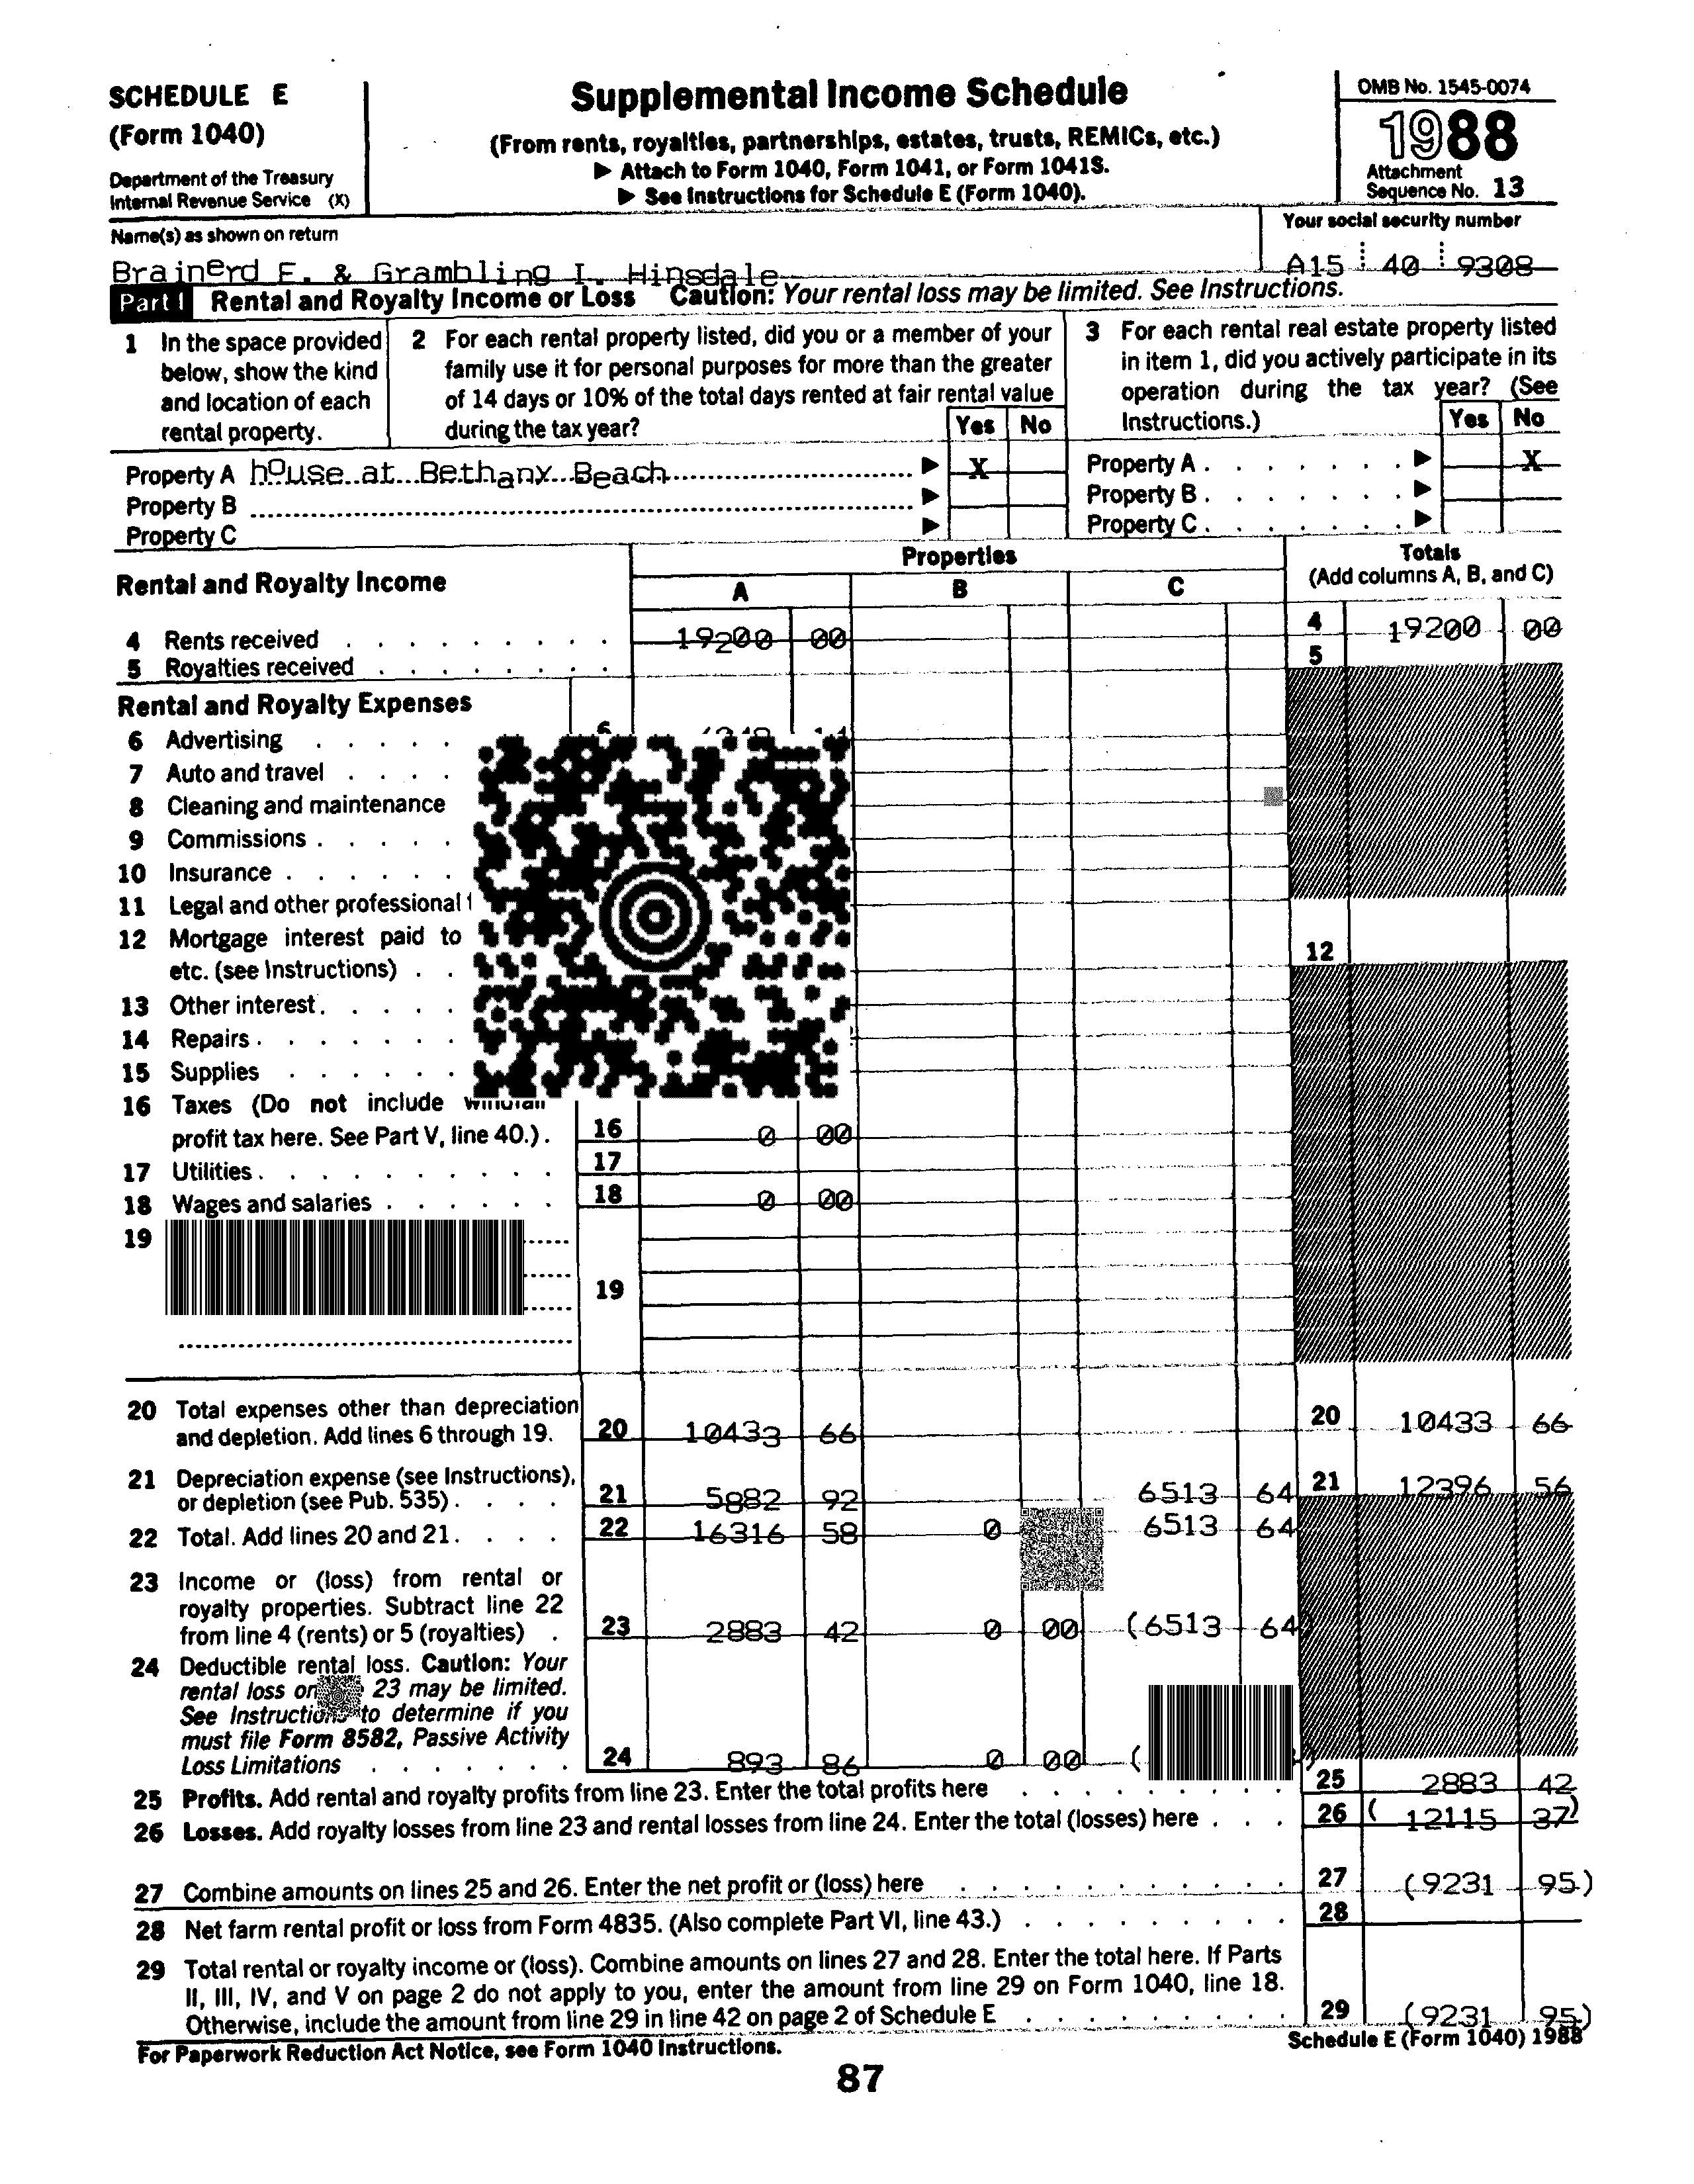 SCHEDULE E
(Form 1040)
Department of the Treasury
Internal Revenue Service (X)
Supplemental Income Schedule
(From rents, royalties, partnerships, estates, trusts, REMICs, etc.)
▶ Attach to Form 1040, Form 1041, or Form 1041S.
▶ See Instructions for Schedule E (Form 1040).
OMB No. 1545-0074
1988
Attachment
Sequence No. 13
Name(s) as shown on return
Your social security number
Brainerd E. & Grambling I. Hinsdale
A15 40 9308
Part I Rental and Royalty Income or Loss Caution: Your rental loss may be limited. See Instructions.
1 In the space provided
below, show the kind
and location of each
rental property.
2 For each rental property listed, did you or a member of your
family use it for personal purposes for more than the greater
of 14 days or 10% of the total days rented at fair rental value
during the tax year?
Yes No
3 For each rental real estate property listed
in item 1, did you actively participate in its
operation during the tax year? (See
Instructions.)
Yes No
Property A house at Bethany Beach ▶ X
Property A . . . . . . . ▶ X
Property B ▶
Property B . . . . . . . ▶
Property C ▶
Property C . . . . . . . ▶
Rental and Royalty Income
Properties
A B C
Totals
(Add columns A, B, and C)
4 Rents received . . . . . . . . . 19200 00 4 19200 00
5 Royalties received . . . . . . . 5
Rental and Royalty Expenses
6 Advertising . . . . .
7 Auto and travel . . . .
8 Cleaning and maintenance
9 Commissions . . . . .
10 Insurance . . . . . .
11 Legal and other professional
12 Mortgage interest paid to
etc. (see Instructions) . . 12
13 Other interest . . . . .
14 Repairs . . . . . . .
15 Supplies . . . . . .
16 Taxes (Do not include windfall
profit tax here. See Part V, line 40.) . 16 0 00
17 Utilities . . . . . . . . . . 17
18 Wages and salaries . . . . . . 18 0 00
19
19
20 Total expenses other than depreciation
and depletion. Add lines 6 through 19. 20 10433 66 20 10433 66
21 Depreciation expense (see Instructions),
or depletion (see Pub. 535) . . . . 21 5882 92 6513 64 21 12396 56
22 Total. Add lines 20 and 21 . . . . 22 16316 58 0 6513 64
23 Income or (loss) from rental or
royalty properties. Subtract line 22
from line 4 (rents) or 5 (royalties) . 23 2883 42 0 00 (6513 64)
24 Deductible rental loss. Caution: Your
rental loss on 23 may be limited.
See Instructions to determine if you
must file Form 8582, Passive Activity
Loss Limitations . . . . . . . 24 893 86 0 00 (
25 Profits. Add rental and royalty profits from line 23. Enter the total profits here . . . . . . . . 25 2883 42
26 Losses. Add royalty losses from line 23 and rental losses from line 24. Enter the total (losses) here . . . 26 ( 12115 37)
27 Combine amounts on lines 25 and 26. Enter the net profit or (loss) here . . . . . . . . . . 27 (9231 95)
28 Net farm rental profit or loss from Form 4835. (Also complete Part VI, line 43.) . . . . . . . . . 28
29 Total rental or royalty income or (loss). Combine amounts on lines 27 and 28. Enter the total here. If Parts
II, III, IV, and V on page 2 do not apply to you, enter the amount from line 29 on Form 1040, line 18.
Otherwise, include the amount from line 29 in line 42 on page 2 of Schedule E . . . . . . . . . 29 (9231 95)
For Paperwork Reduction Act Notice, see Form 1040 Instructions.
Schedule E (Form 1040) 1988
87